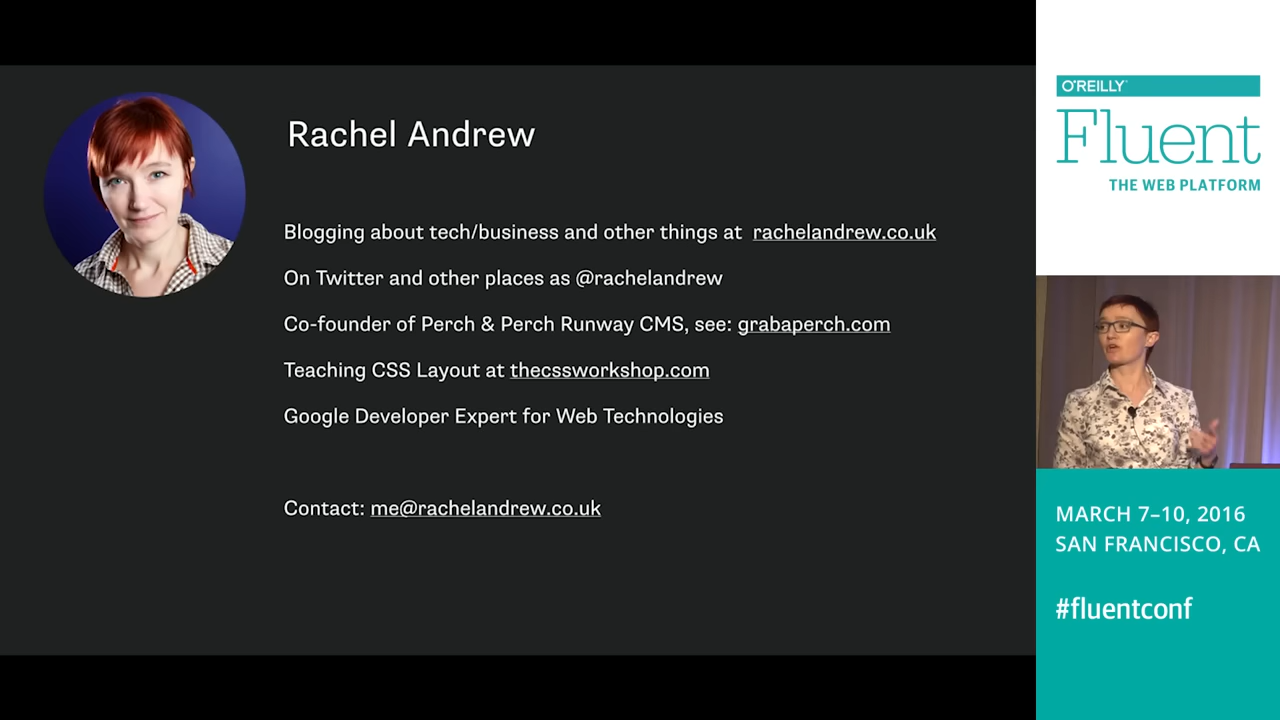 Rachel Andrew
Blogging about tech/business and other things at rachelandrew.co.uk
On Twitter and other places as @rachelandrew
Co-founder of Perch & Perch Runway CMS, see: grabaperch.com
Teaching CSS Layout at thecssworkshop.com
Google Developer Expert for Web Technologies
Contact: me@rachelandrew.co.uk
O'REILLY™
Fluent
THE WEB PLATFORM
MARCH 7–10, 2016
SAN FRANCISCO, CA
#fluentconf